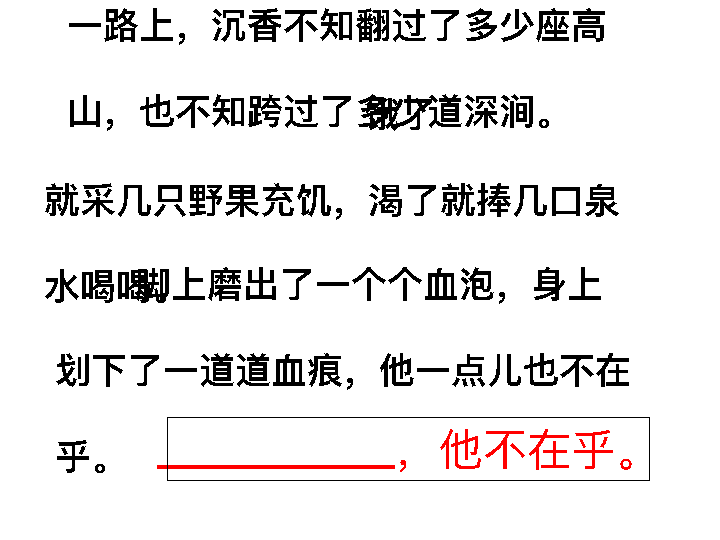 一路上，沉香不知翻过了多少座高
山，也不知跨过了多少道深涧。饿了
就采几只野果充饥，渴了就捧几口泉
水喝喝。脚上磨出了一个个血泡，身上
划下了一道道血痕，他一点儿也不在
乎。
，他不在乎。